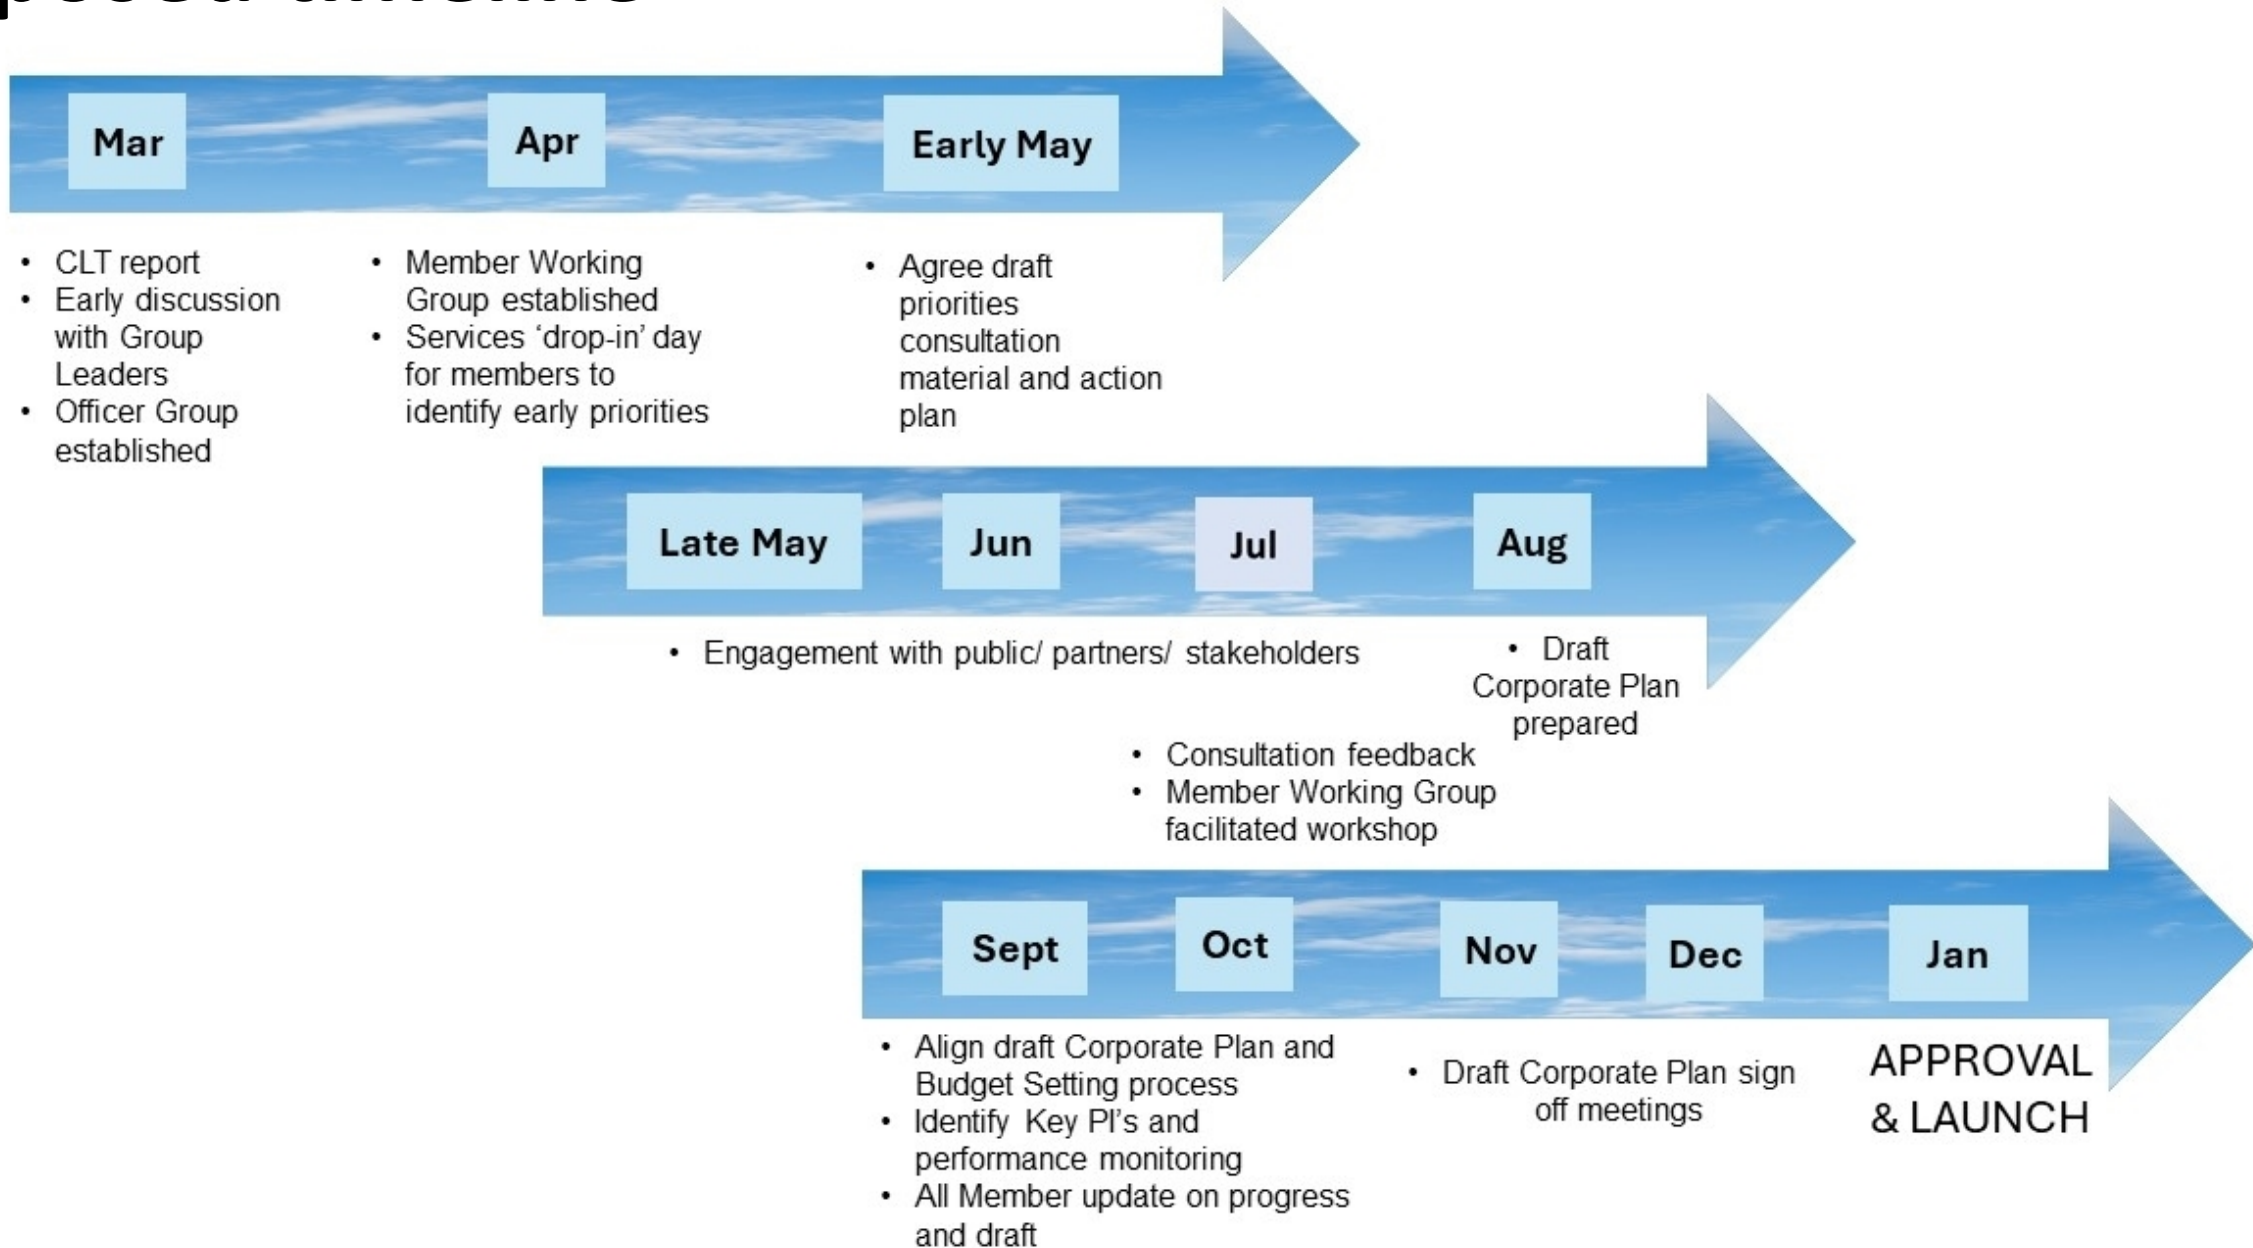 Mar
Apr
Early May
• CLT report
• Early discussion
with Group
Leaders
• Officer Group
established
• Member Working
Group established
• Services ‘drop-in’ day
for members to
identify early priorities
• Agree draft
priorities
consultation
material and action
plan
Late May
Jun
Jul
Aug
• Engagement with public/ partners/ stakeholders
• Draft
Corporate Plan
prepared
• Consultation feedback
• Member Working Group
facilitated workshop
Sept
Oct
Nov
Dec
Jan
• Align draft Corporate Plan and
Budget Setting process
• Identify Key PI’s and
performance monitoring
• All Member update on progress
and draft
• Draft Corporate Plan sign
off meetings
APPROVAL
& LAUNCH